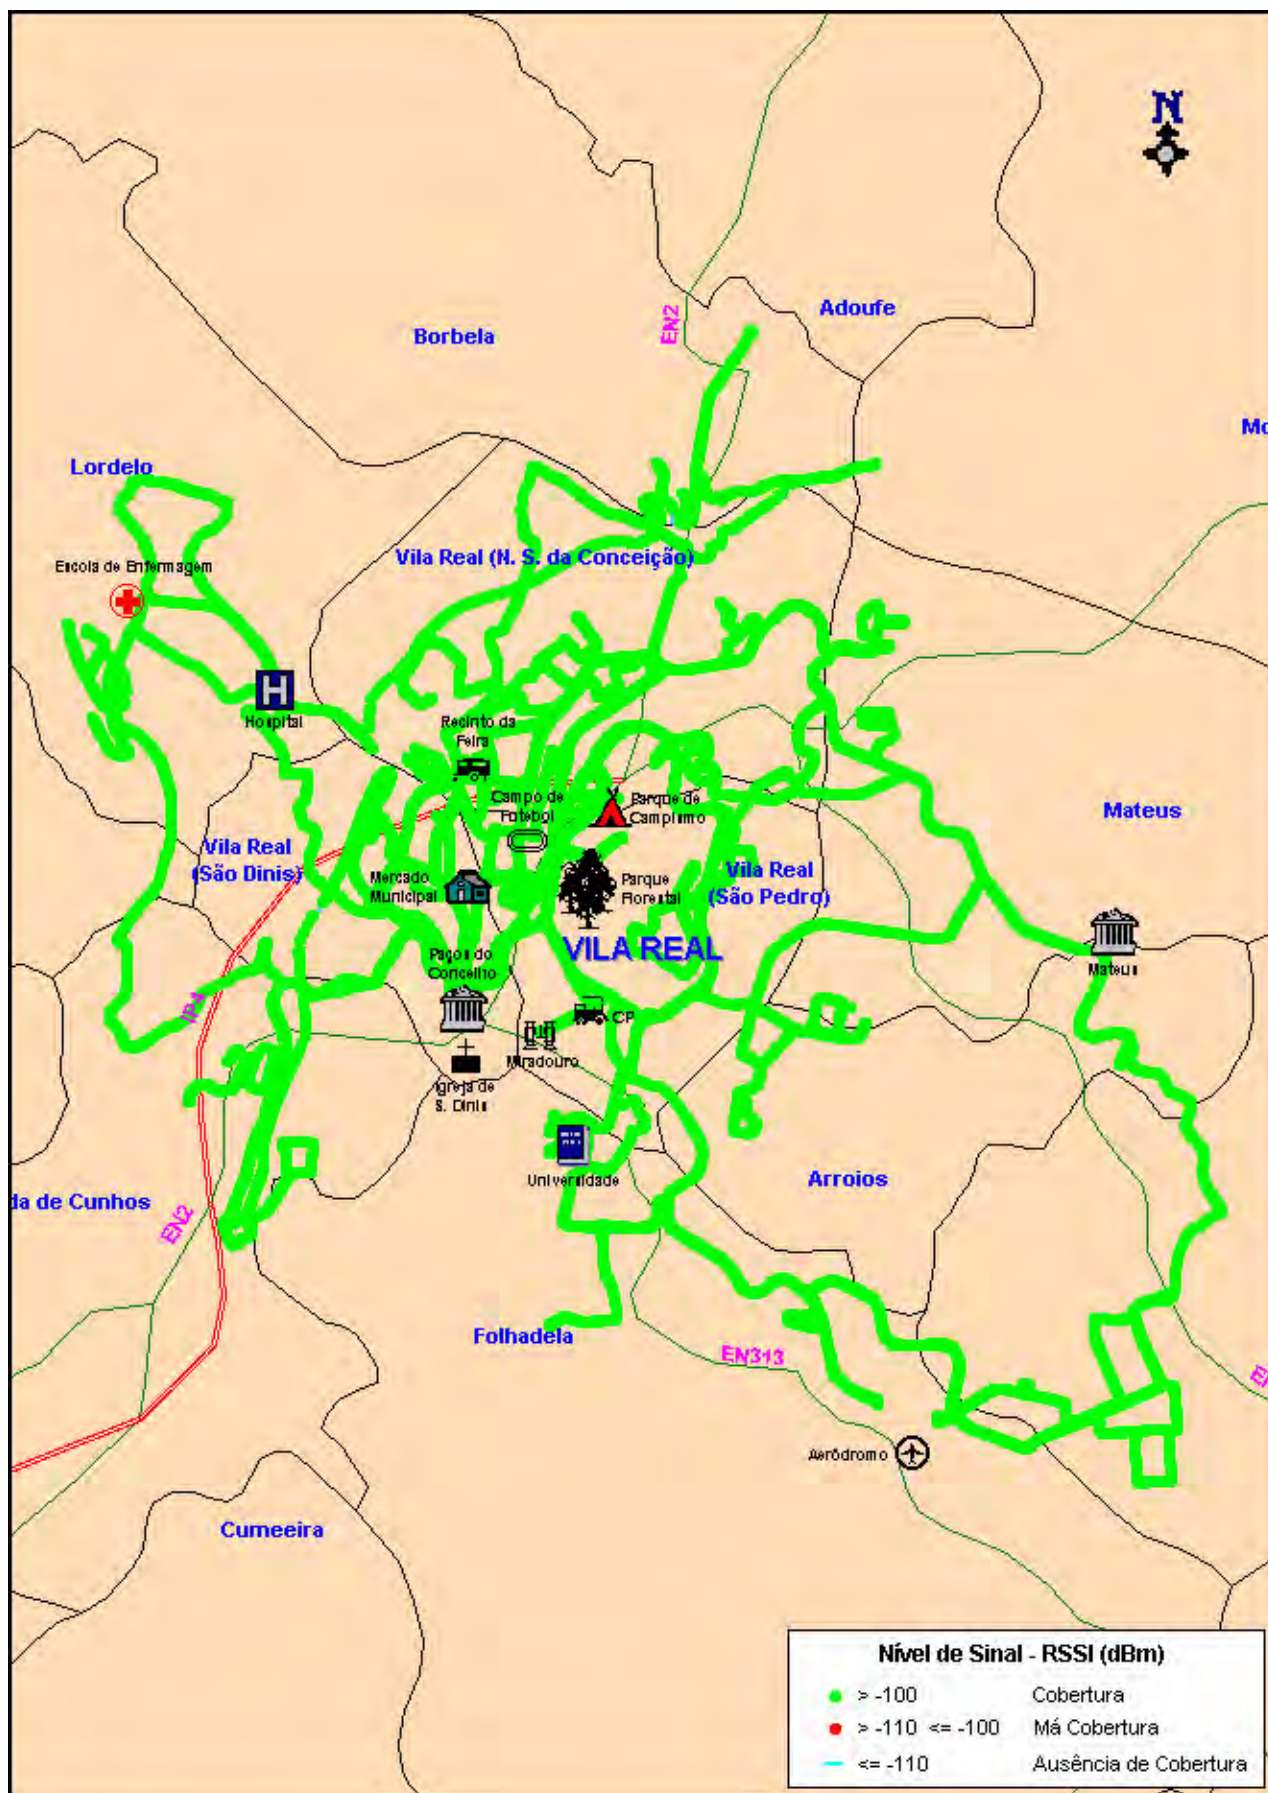 N
Adoufe
EN2
Borbela
Mo
Lordelo
Vila Real (N. S. da Conceição)
Escola de Enfermagem
H
Hospital
Recinto da
Feira
Campo de
Futebol
Parque de
Campismo
Mateus
Vila Real
(São Dinis)
Mercado
Municipal
Parque
Florestal
Vila Real
(São Pedro)
VILA REAL
Paços do
Concelho
Mateus
IP4
CP
Miradouro
Igreja de
S. Dinis
Universidade
Arroios
da de Cunhos
EN2
Folhadela
EN313
Aeródromo
Cumeeira
Nível de Sinal - RSSI (dBm)
> -100 Cobertura
> -110 <= -100 Má Cobertura
<= -110 Ausência de Cobertura